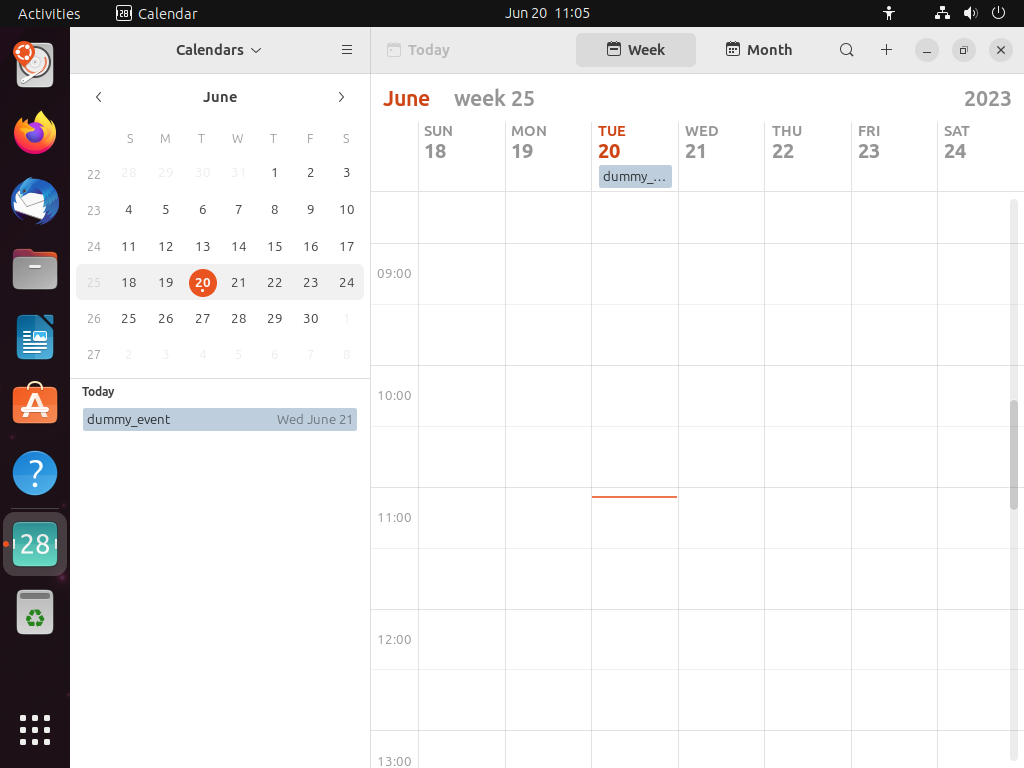 Activities
Calendar
Jun 20 11:05
Calendars
Today
Week
Month
June
S M T W T F S
22 28 29 30 31 1 2 3
23 4 5 6 7 8 9 10
24 11 12 13 14 15 16 17
25 18 19 20 21 22 23 24
26 25 26 27 28 29 30 1
27 2 3 4 5 6 7 8
Today
dummy_event Wed June 21
June week 25 2023
SUN MON TUE WED THU FRI SAT
18 19 20 21 22 23 24
dummy_…
09:00
10:00
11:00
12:00
13:00
28
28
?